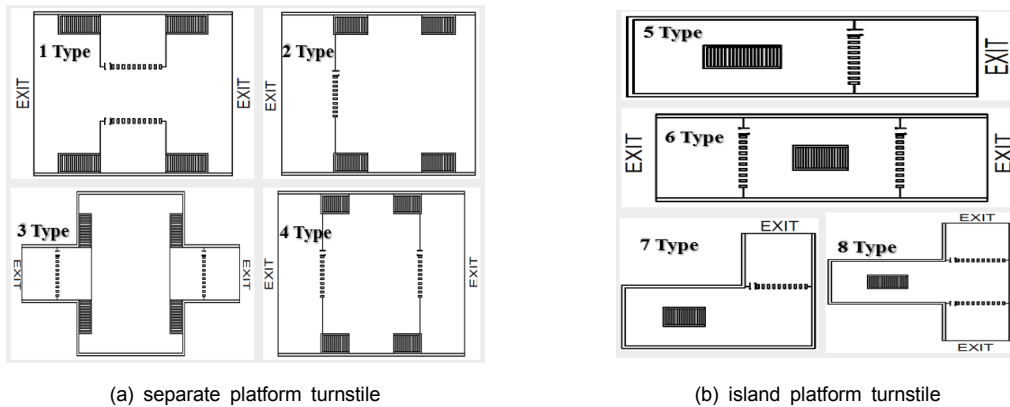 1 Type
EXIT
EXIT
2 Type
EXIT
3 Type
EXIT
EXIT
4 Type
EXIT
EXIT
(a) separate platform turnstile
5 Type
EXIT
6 Type
EXIT
EXIT
7 Type
EXIT
8 Type
EXIT
EXIT
(b) island platform turnstile